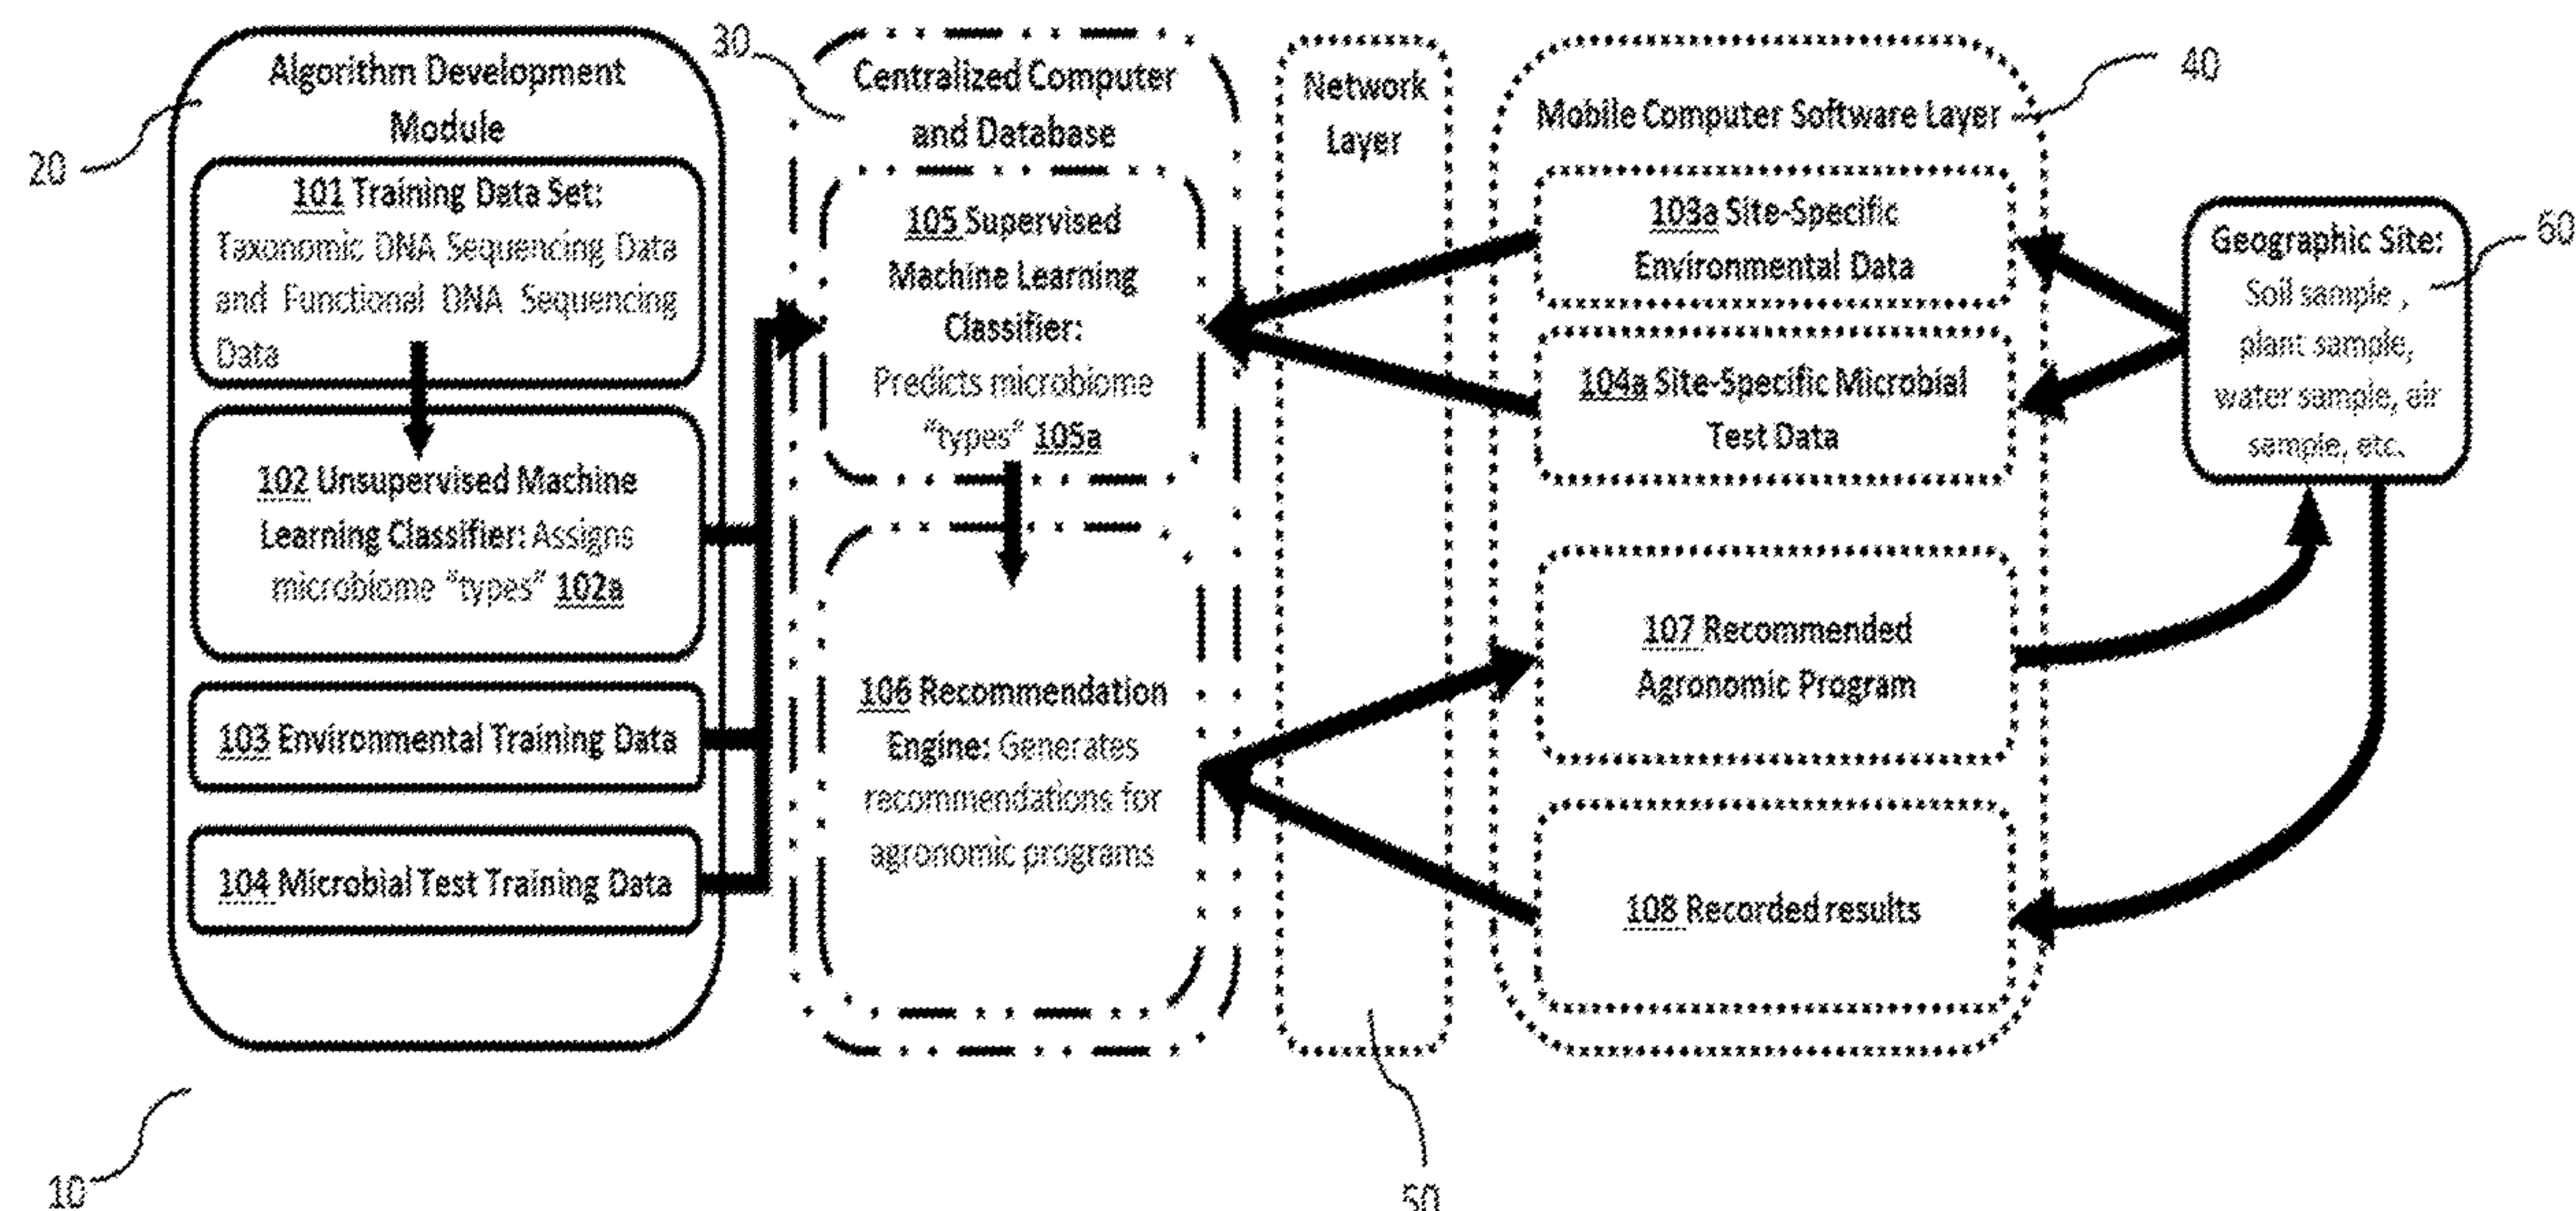 20
Algorithm Development
Module
101 Training Data Set:
Taxonomic DNA Sequencing Data
and Functional DNA Sequencing
Data
102 Unsupervised Machine
Learning Classifier: Assigns
microbiome "types" 102a
103 Environmental Training Data
104 Microbial Test Training Data
10
30
Centralized Computer
and Database
105 Supervised
Machine Learning
Classifier:
Predicts microbiome
"types" 105a
106 Recommendation
Engine: Generates
recommendations for
agronomic programs
Network
Layer
50
40
Mobile Computer Software Layer
103a Site-Specific
Environmental Data
104a Site-Specific Microbial
Test Data
107 Recommended
Agronomic Program
108 Recorded results
60
Geographic Site:
Soil sample ,
plant sample,
water sample, air
sample, etc.